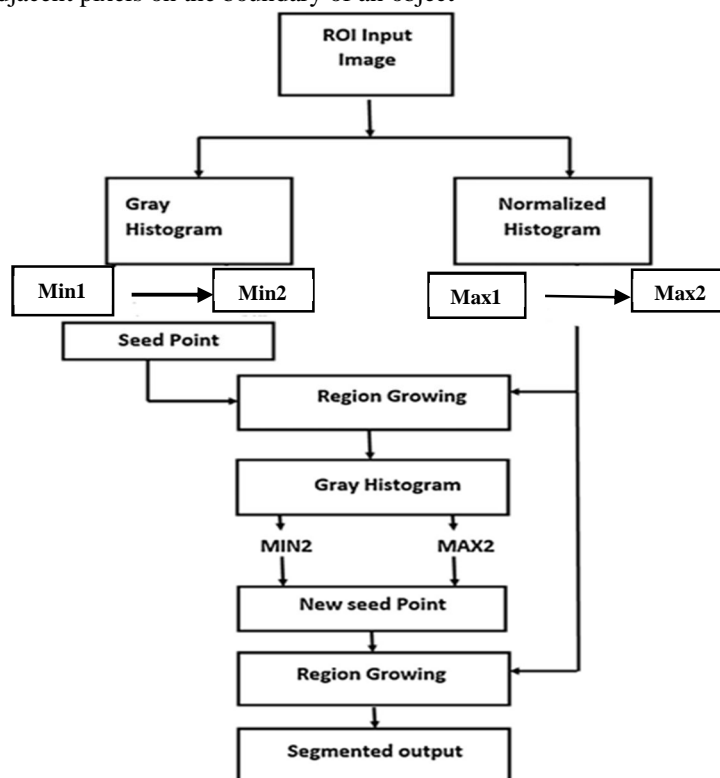 djacent pixels on the boundary of an object
ROI Input
Image
Gray
Histogram
Normalized
Histogram
Min1
Min2
Max1
Max2
Seed Point
Region Growing
Gray Histogram
MIN2
MAX2
New seed Point
Region Growing
Segmented output